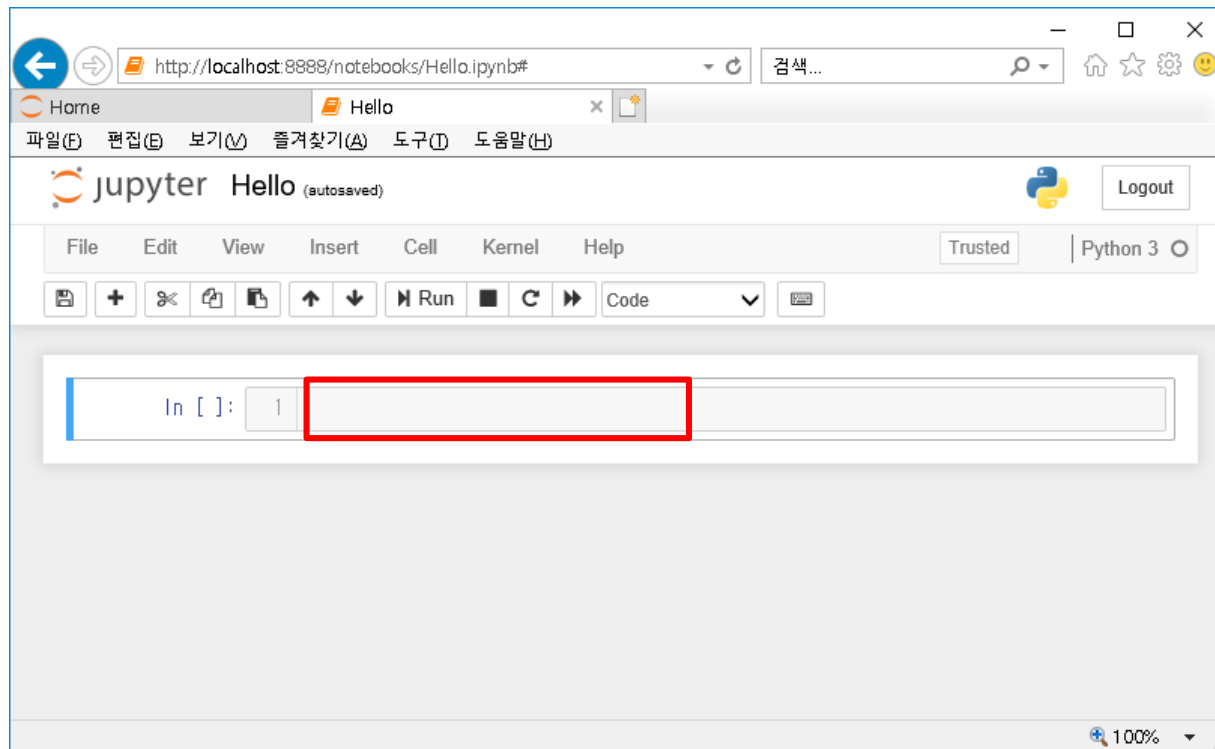 http://localhost:8888/notebooks/Hello.ipynb# 검색...
Home Hello
파일(F) 편집(E) 보기(V) 즐겨찾기(A) 도구(T) 도움말(H)
jupyter Hello (autosaved) Logout
File Edit View Insert Cell Kernel Help Trusted Python 3
Run Code
In [ ]: 1
100%